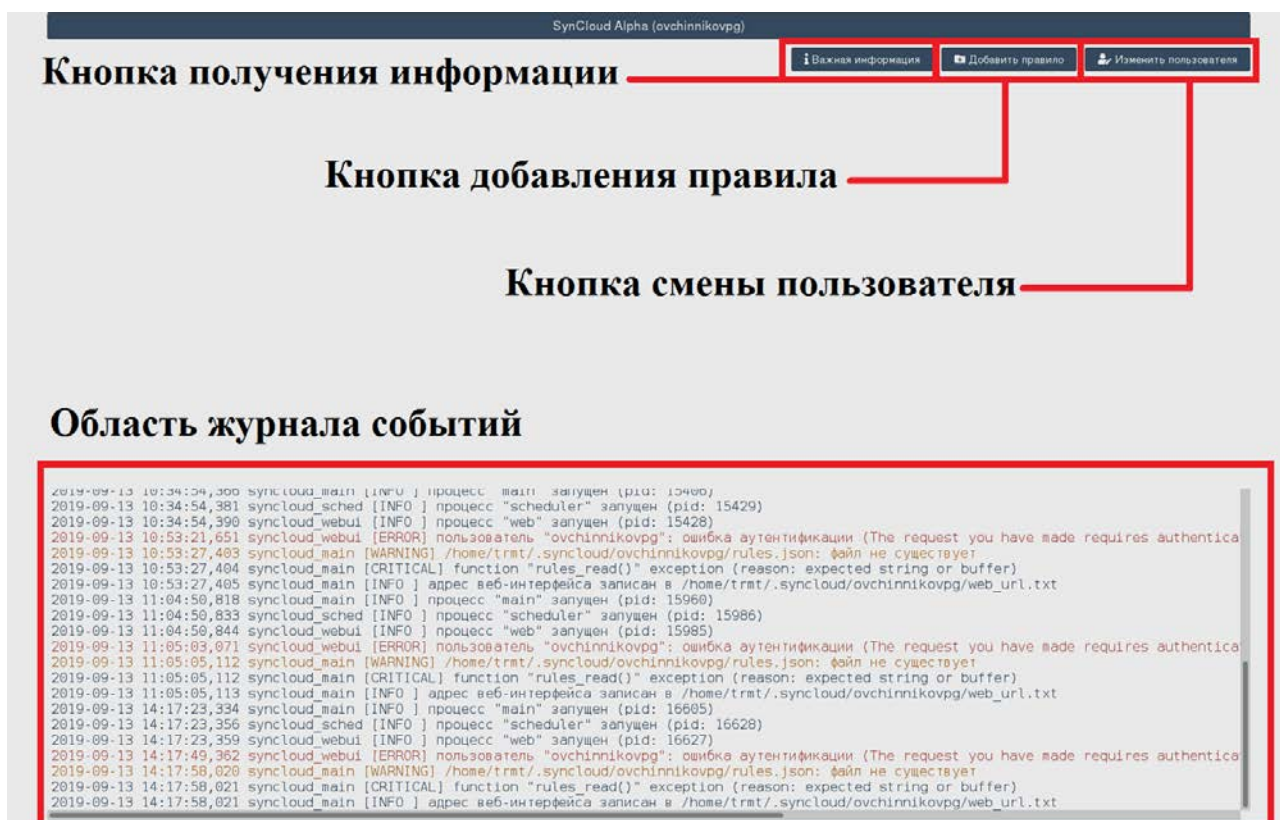 SynCloud Alpha (ovchinnikovpg)
Важная информация
Добавить правило
Изменить пользователя
Кнопка получения информации
Кнопка добавления правила
Кнопка смены пользователя
Область журнала событий
2019-09-13 10:34:54,366 syncloud_main [INFO ] процесс "main" запущен (pid: 15406)
2019-09-13 10:34:54,381 syncloud_sched [INFO ] процесс "scheduler" запущен (pid: 15429)
2019-09-13 10:34:54,390 syncloud_webui [INFO ] процесс "web" запущен (pid: 15428)
2019-09-13 10:53:21,651 syncloud_webui [ERROR] пользователь "ovchinnikovpg": ошибка аутентификации (The request you have made requires authentica
2019-09-13 10:53:27,403 syncloud_main [WARNING] /home/trmt/.syncloud/ovchinnikovpg/rules.json: файл не существует
2019-09-13 10:53:27,404 syncloud_main [CRITICAL] function "rules_read()" exception (reason: expected string or buffer)
2019-09-13 10:53:27,405 syncloud_main [INFO ] адрес веб-интерфейса записан в /home/trmt/.syncloud/ovchinnikovpg/web_url.txt
2019-09-13 11:04:50,818 syncloud_main [INFO ] процесс "main" запущен (pid: 15960)
2019-09-13 11:04:50,833 syncloud_sched [INFO ] процесс "scheduler" запущен (pid: 15986)
2019-09-13 11:04:50,844 syncloud_webui [INFO ] процесс "web" запущен (pid: 15985)
2019-09-13 11:05:03,071 syncloud_webui [ERROR] пользователь "ovchinnikovpg": ошибка аутентификации (The request you have made requires authentica
2019-09-13 11:05:05,112 syncloud_main [WARNING] /home/trmt/.syncloud/ovchinnikovpg/rules.json: файл не существует
2019-09-13 11:05:05,112 syncloud_main [CRITICAL] function "rules_read()" exception (reason: expected string or buffer)
2019-09-13 11:05:05,113 syncloud_main [INFO ] адрес веб-интерфейса записан в /home/trmt/.syncloud/ovchinnikovpg/web_url.txt
2019-09-13 14:17:23,334 syncloud_main [INFO ] процесс "main" запущен (pid: 16605)
2019-09-13 14:17:23,356 syncloud_sched [INFO ] процесс "scheduler" запущен (pid: 16628)
2019-09-13 14:17:23,359 syncloud_webui [INFO ] процесс "web" запущен (pid: 16627)
2019-09-13 14:17:49,362 syncloud_webui [ERROR] пользователь "ovchinnikovpg": ошибка аутентификации (The request you have made requires authentica
2019-09-13 14:17:58,020 syncloud_main [WARNING] /home/trmt/.syncloud/ovchinnikovpg/rules.json: файл не существует
2019-09-13 14:17:58,021 syncloud_main [CRITICAL] function "rules_read()" exception (reason: expected string or buffer)
2019-09-13 14:17:58,021 syncloud_main [INFO ] адрес веб-интерфейса записан в /home/trmt/.syncloud/ovchinnikovpg/web_url.txt